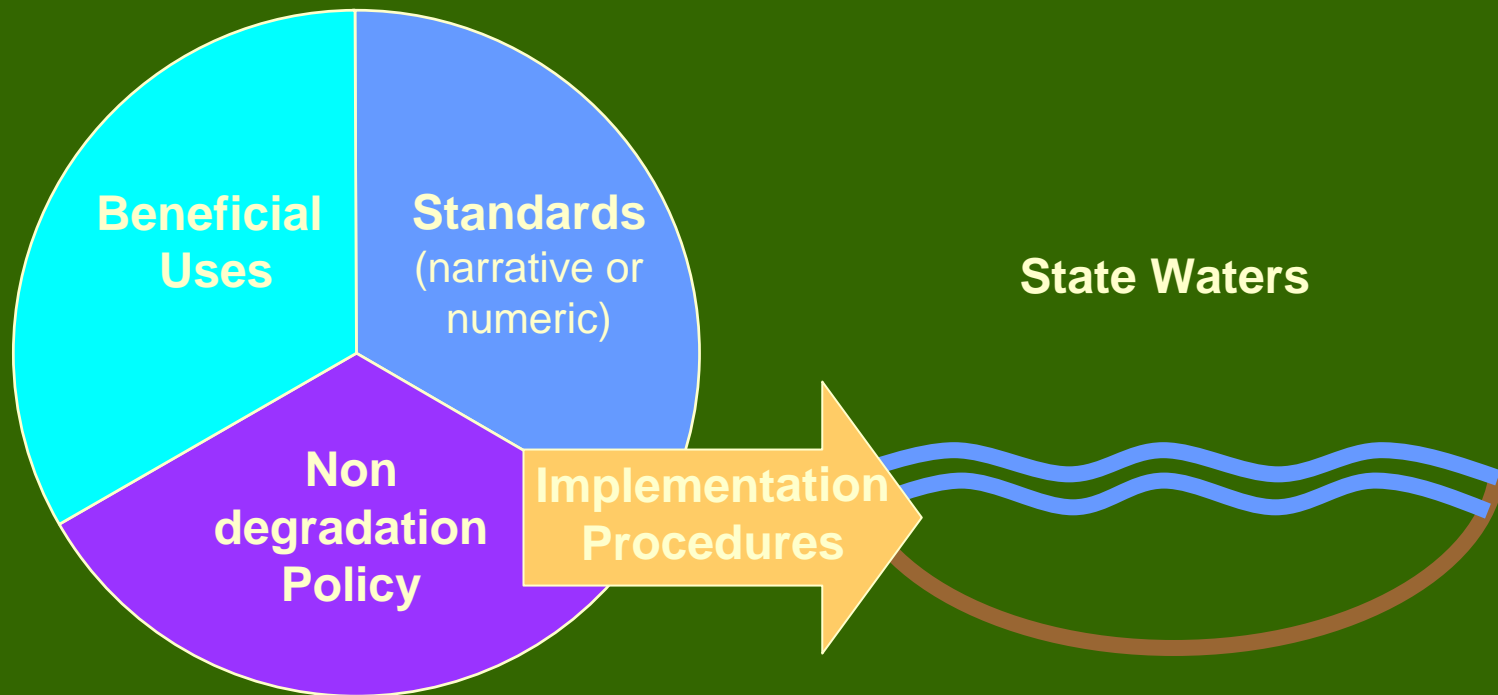 Beneficial
Uses
Standards
(narrative or
numeric)
State Waters
Non
degradation
Policy
Implementation
Procedures